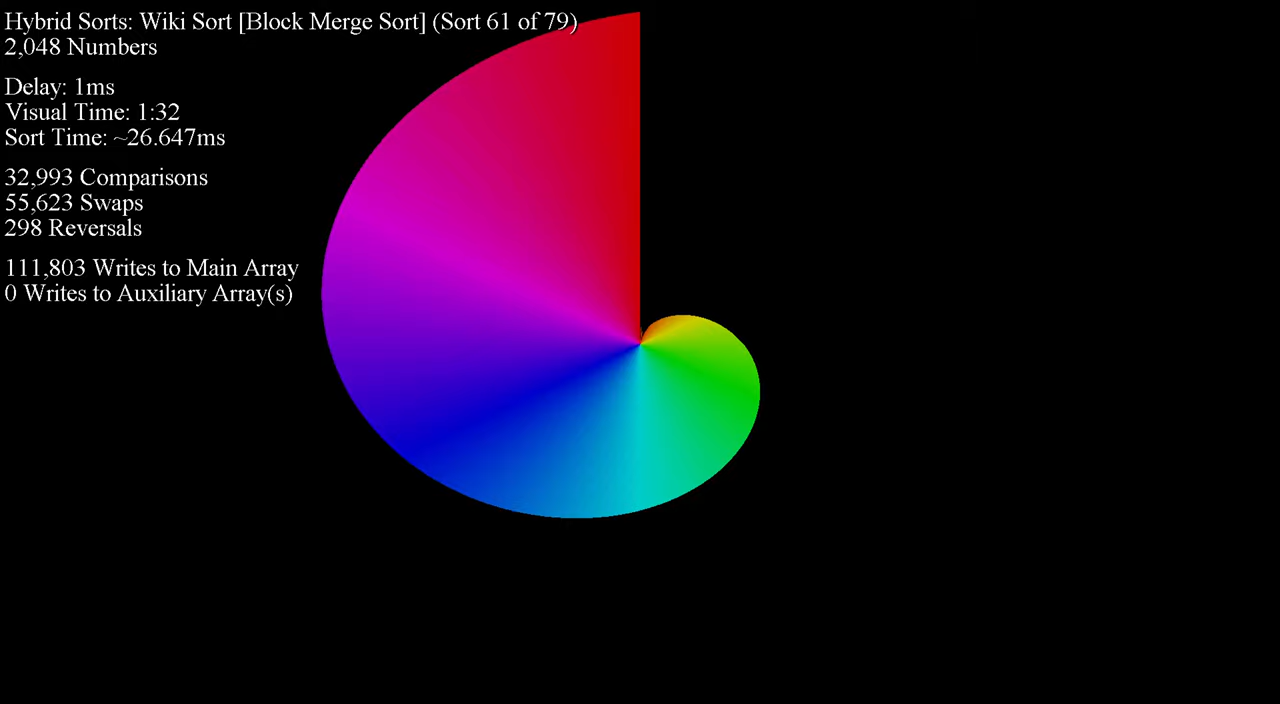 Hybrid Sorts: Wiki Sort [Block Merge Sort] (Sort 61 of 79)
2,048 Numbers
Delay: 1ms
Visual Time: 1:32
Sort Time: ~26.647ms
32,993 Comparisons
55,623 Swaps
298 Reversals
111,803 Writes to Main Array
0 Writes to Auxiliary Array(s)